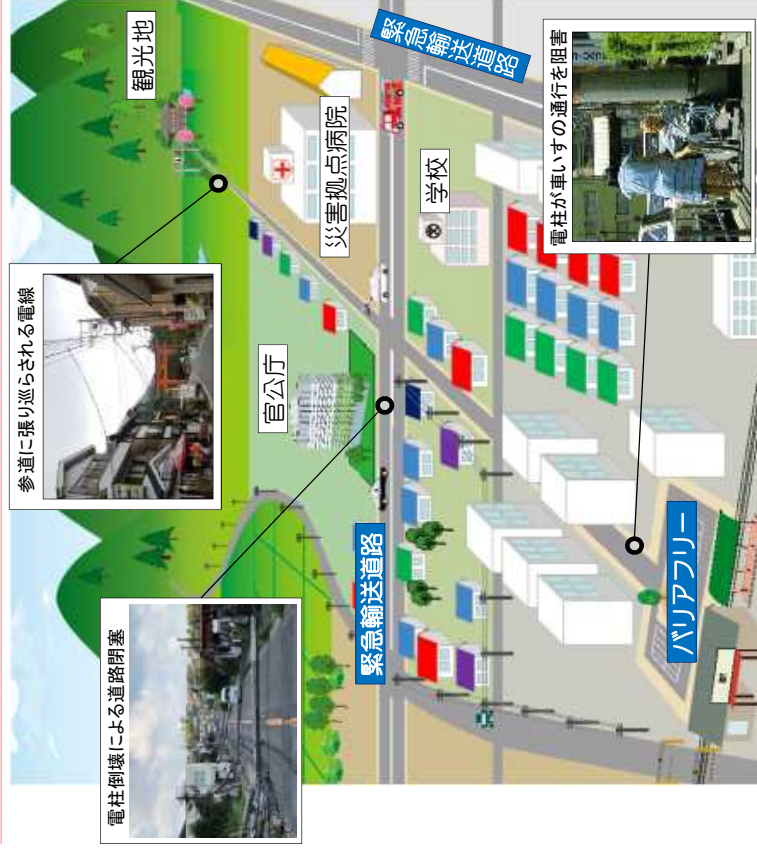 観光地
緊急輸送道路
参道に張り巡らされる電線
災害拠点病院
電柱が車いすの通行を阻害
学校
官公庁
電柱倒壊による道路閉塞
緊急輸送道路
バリアフリー